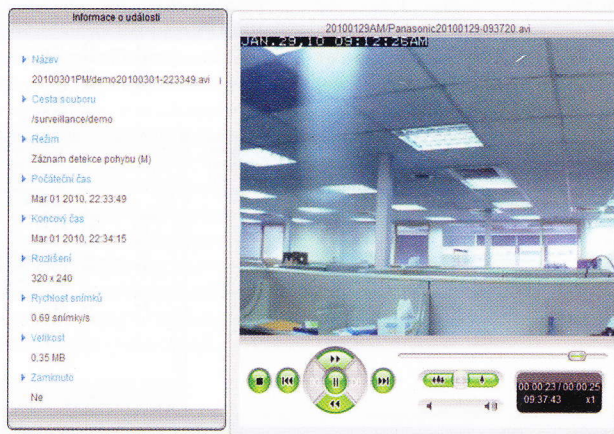 Informace o události
Název
20100301PM/demo20100301-223349.avi
Cesta souboru
/surveillance/demo
Režim
Záznam detekce pohybu (M)
Počáteční čas
Mar 01 2010, 22:33:49
Koncový čas
Mar 01 2010, 22:34:15
Rozlišení
320 x 240
Rychlost snímků
0.69 snímky/s
Velikost
0.35 MB
Zamknuto
Ne
20100129AM/Panasonic20100129-093720.avi
JAN.29,10 09:12:26AM
00:00:23 / 00:00:25
09:37:43 x1